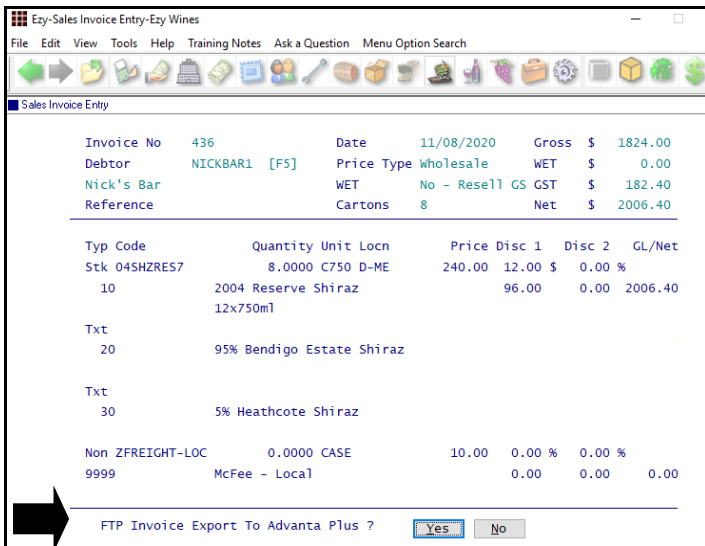 Ezy-Sales Invoice Entry-Ezy Wines
File Edit View Tools Help Training Notes Ask a Question Menu Option Search
Sales Invoice Entry
Invoice No 436 Date 11/08/2020 Gross $ 1824.00
Debtor NICKBAR1 [F5] Price Type Wholesale WET $ 0.00
Nick's Bar WET No - Resell GS GST $ 182.40
Reference Cartons 8 Net $ 2006.40
Typ Code Quantity Unit Locn Price Disc 1 Disc 2 GL/Net
Stk 04SHZRES7 8.0000 C750 D-ME 240.00 12.00 $ 0.00 %
10 2004 Reserve Shiraz 96.00 0.00 2006.40
12x750ml
Txt
20 95% Bendigo Estate Shiraz
Txt
30 5% Heathcote Shiraz
Non ZFREIGHT-LOC 0.0000 CASE 10.00 0.00 % 0.00 %
9999 McFee - Local 0.00 0.00 0.00
FTP Invoice Export To Advanta Plus ? Yes No